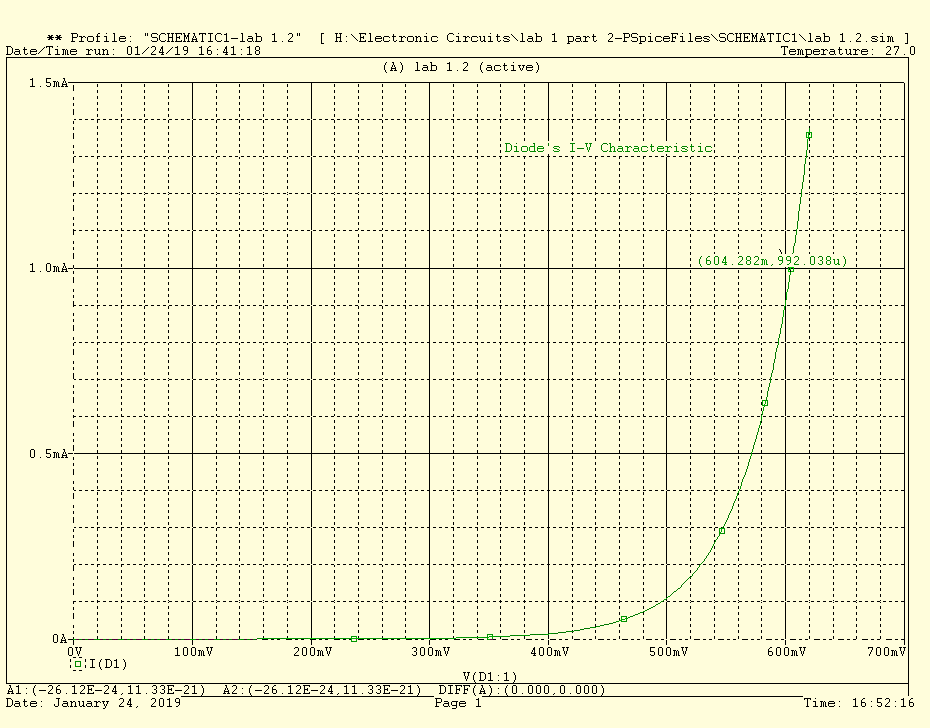 ** Profile: "SCHEMATIC1-lab 1.2"  [ H:\Electronic Circuits\lab 1 part 2-PSpiceFiles\SCHEMATIC1\lab 1.2.sim ]
Date/Time run: 01/24/19 16:41:18 Temperature: 27.0
(A) lab 1.2 (active)
1.5mA
Diode's I-V Characteristic
(604.282m,992.038u)
1.0mA
0.5mA
0A
0V 100mV 200mV 300mV 400mV 500mV 600mV 700mV
I(D1)
V(D1:1)
A1:(-26.12E-24,11.33E-21)  A2:(-26.12E-24,11.33E-21)  DIFF(A):(0.000,0.000)
Date: January 24, 2019 Page 1 Time: 16:52:16